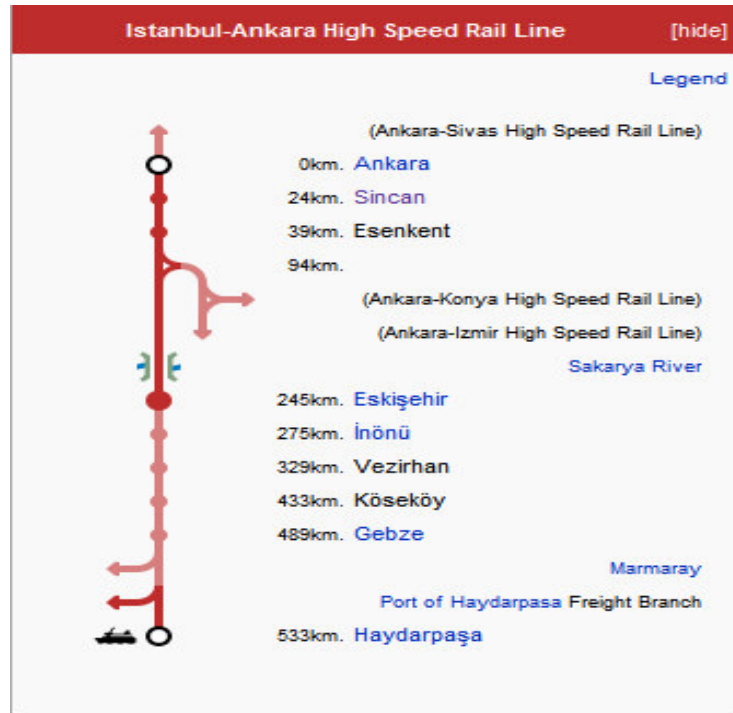 Istanbul-Ankara High Speed Rail Line [hide]
Legend
(Ankara-Sivas High Speed Rail Line)
0km. Ankara
24km. Sincan
39km. Esenkent
94km.
(Ankara-Konya High Speed Rail Line)
(Ankara-Izmir High Speed Rail Line)
Sakarya River
245km. Eskişehir
275km. İnönü
329km. Vezirhan
433km. Köseköy
489km. Gebze
Marmaray
Port of Haydarpasa Freight Branch
533km. Haydarpaşa